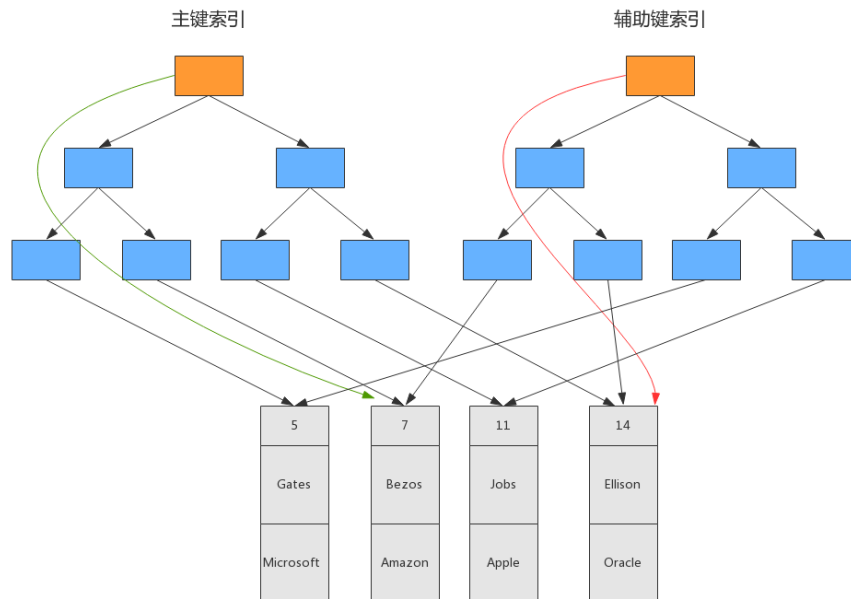 主键索引
辅助键索引
5
7
11
14
Gates
Bezos
Jobs
Ellison
Microsoft
Amazon
Apple
Oracle